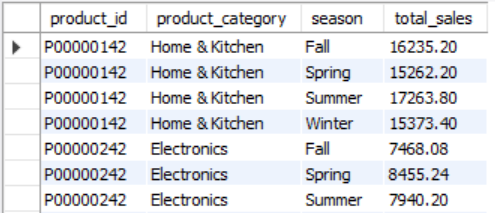 product_id product_category season total_sales
P00000142 Home & Kitchen Fall 16235.20
P00000142 Home & Kitchen Spring 15262.20
P00000142 Home & Kitchen Summer 17263.80
P00000142 Home & Kitchen Winter 15373.40
P00000242 Electronics Fall 7468.08
P00000242 Electronics Spring 8455.24
P00000242 Electronics Summer 7940.20